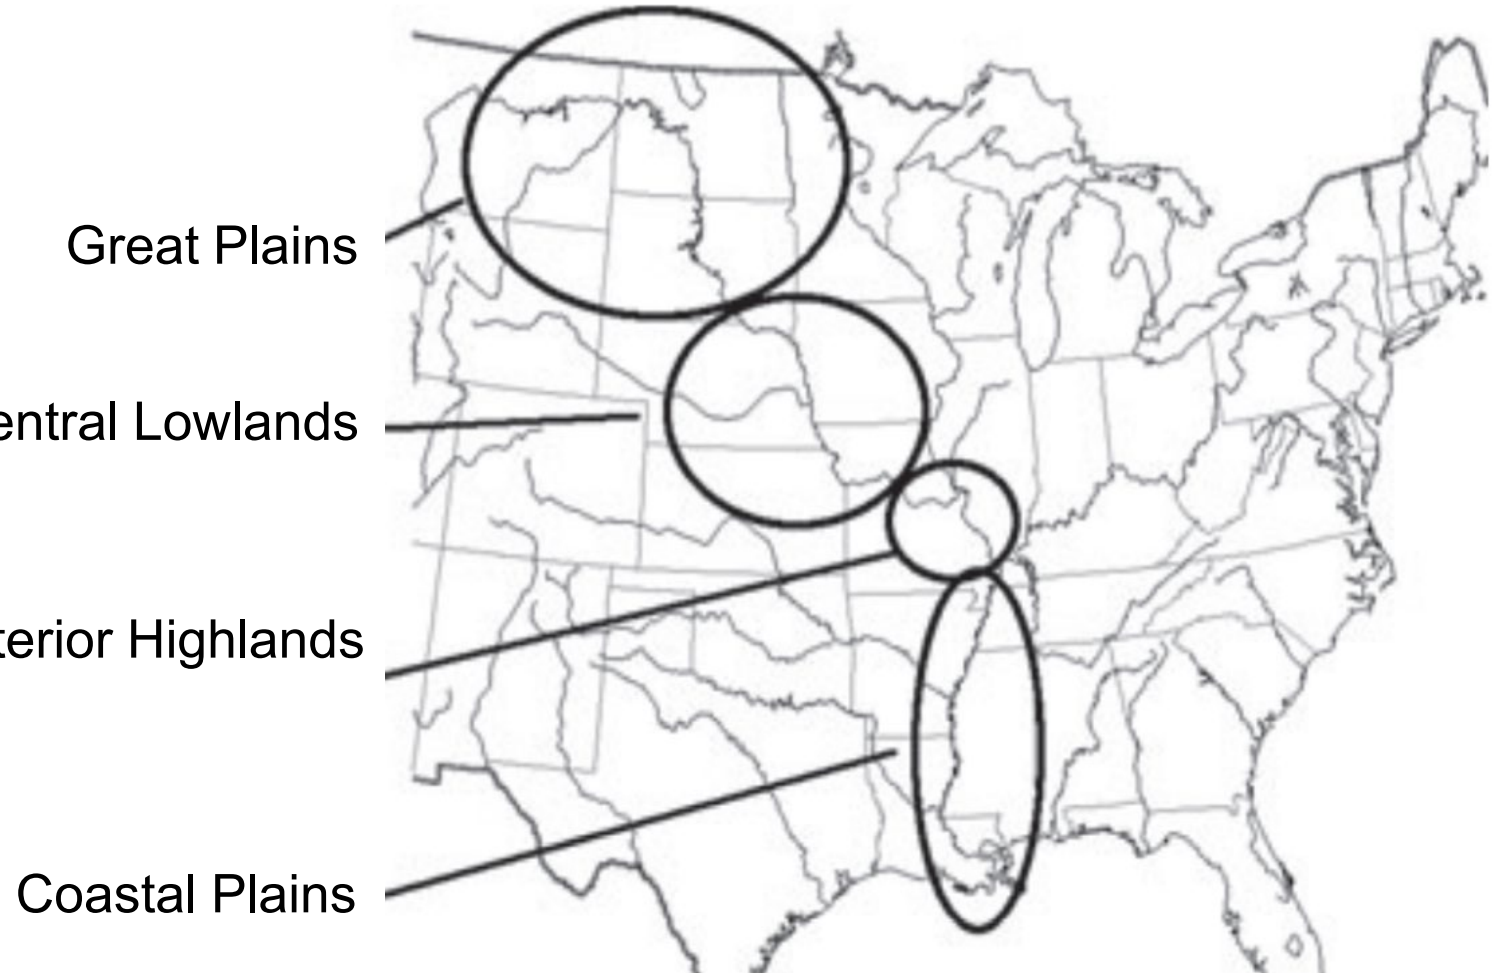 Great Plains
entral Lowlands
terior Highlands
Coastal Plains